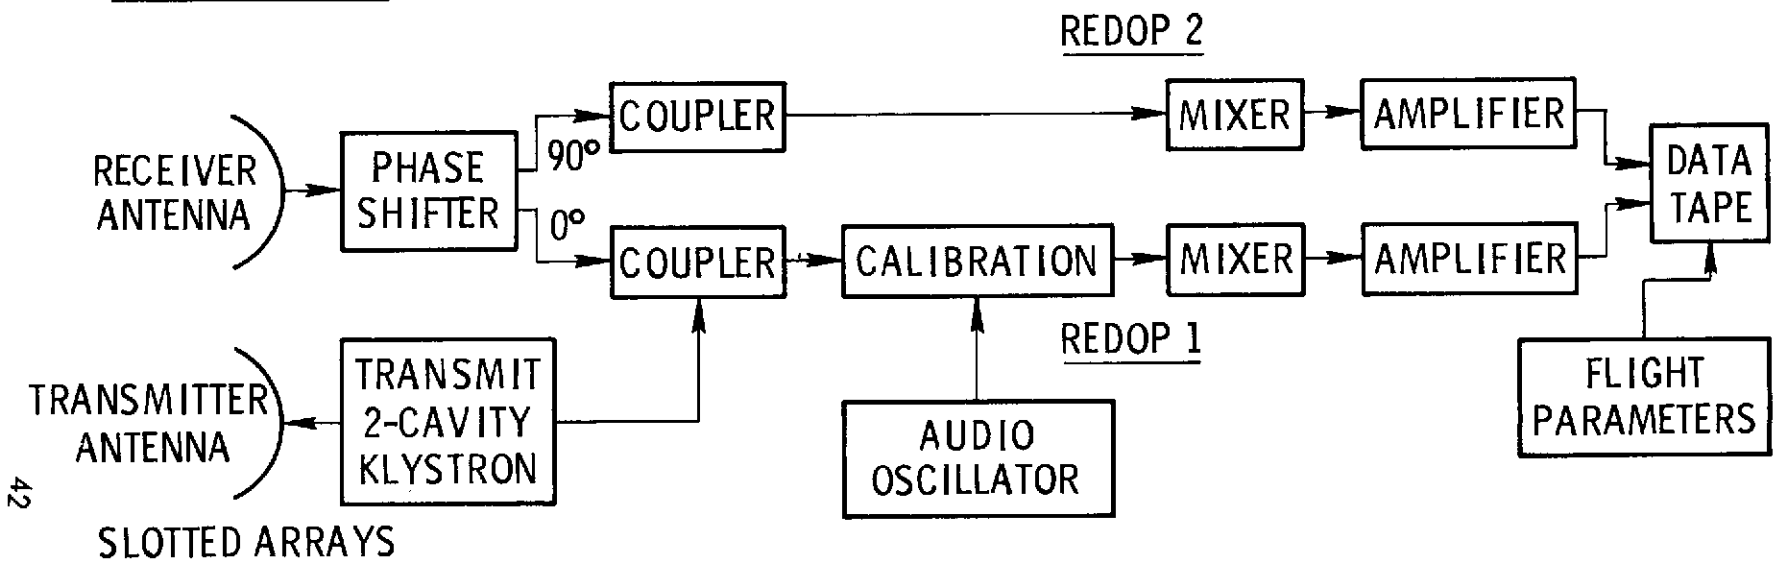 REDOP 2
COUPLER
MIXER
AMPLIFIER
RECEIVER
ANTENNA
PHASE
SHIFTER
90°
0°
DATA
TAPE
COUPLER
CALIBRATION
MIXER
AMPLIFIER
REDOP 1
TRANSMITTER
ANTENNA
TRANSMIT
2-CAVITY
KLYSTRON
AUDIO
OSCILLATOR
FLIGHT
PARAMETERS
42
SLOTTED ARRAYS